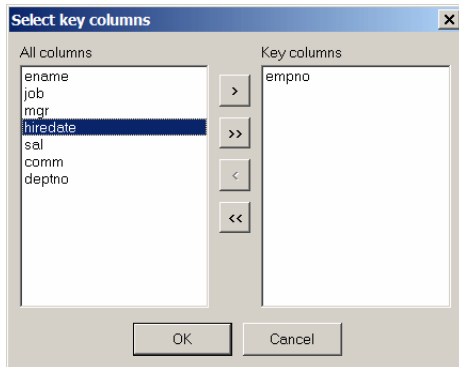 Select key columns
All columns
Key columns
ename
job
mgr
hiredate
sal
comm
deptno
>
>>
<
<<
empno
OK
Cancel